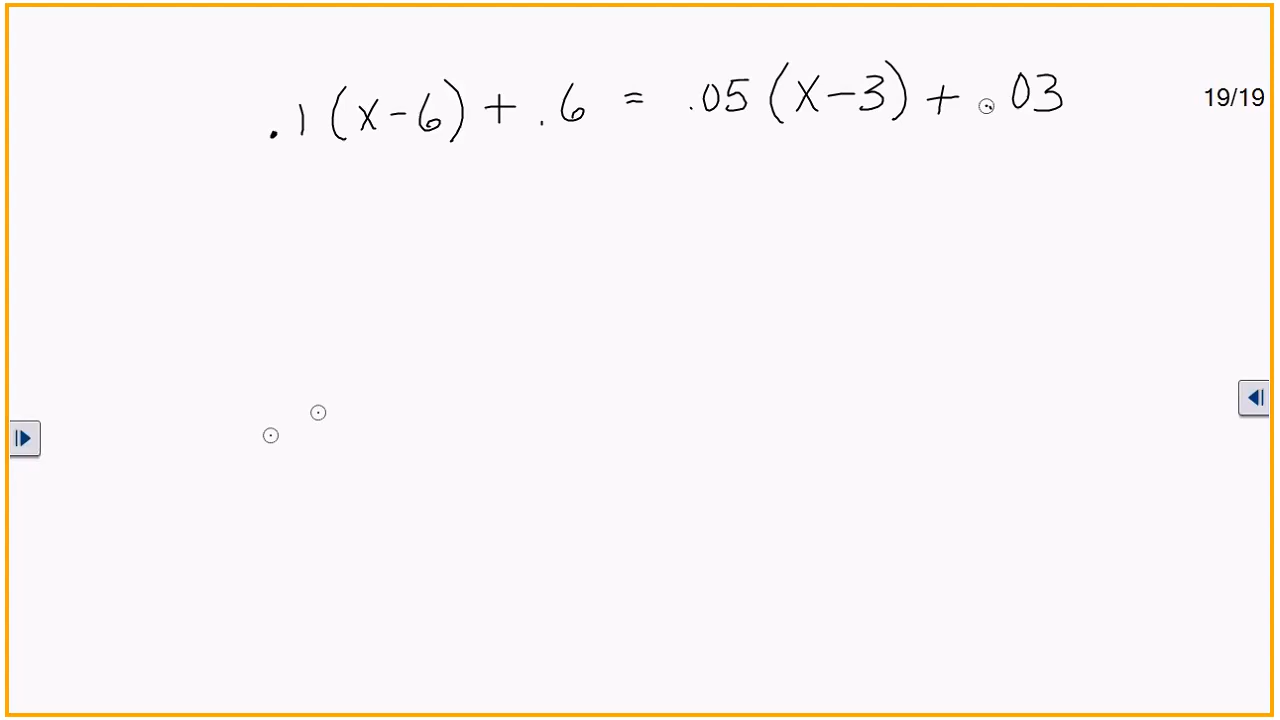 .1(x-6) + .6 = .05(x-3) + .03
19/19